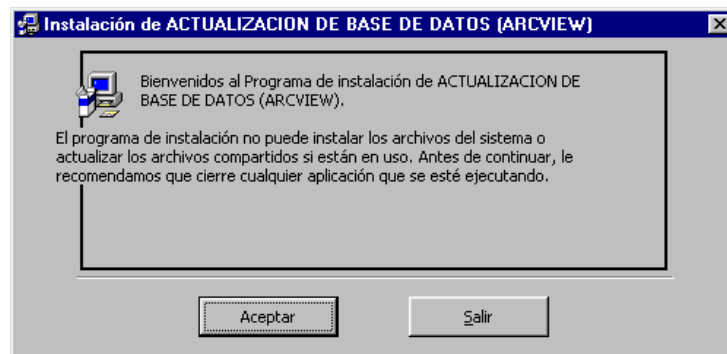 Instalación de ACTUALIZACION DE BASE DE DATOS (ARCVIEW)
Bienvenidos al Programa de instalación de ACTUALIZACION DE
BASE DE DATOS (ARCVIEW).
El programa de instalación no puede instalar los archivos del sistema o
actualizar los archivos compartidos si están en uso. Antes de continuar, le
recomendamos que cierre cualquier aplicación que se esté ejecutando.
Aceptar
Salir